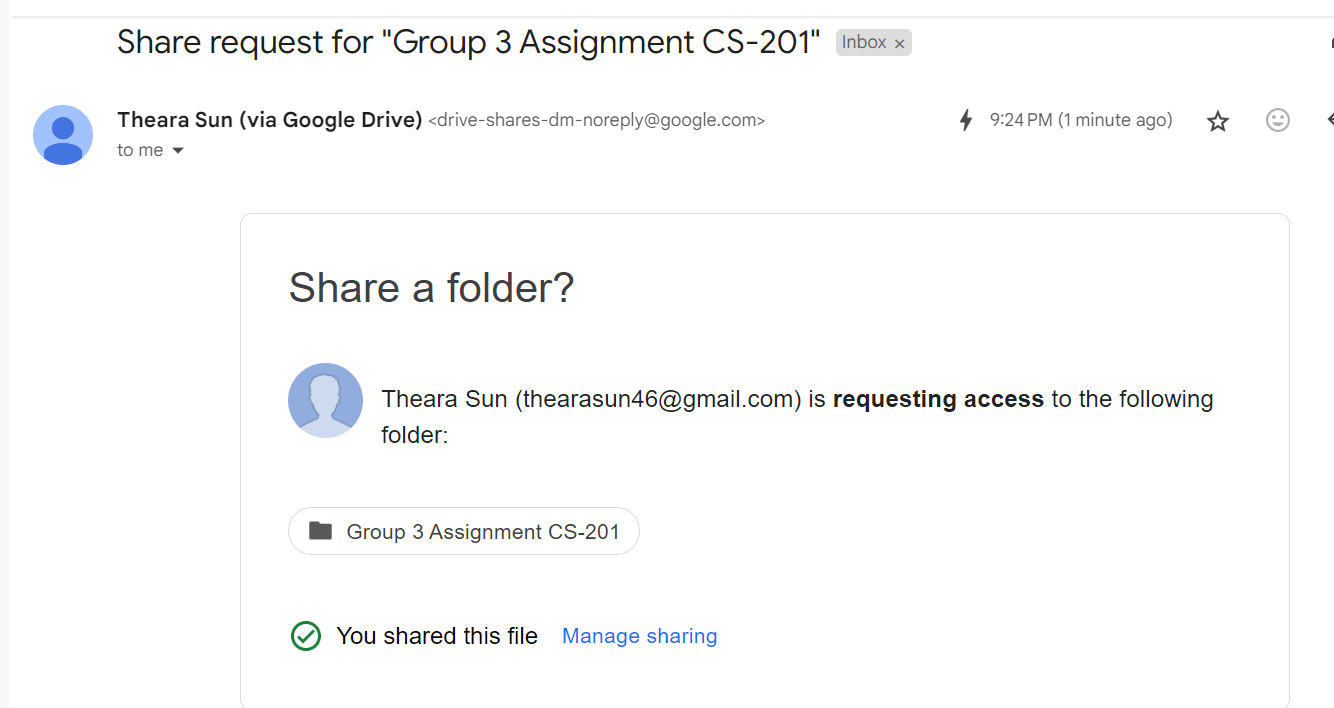 Share request for "Group 3 Assignment CS-201" Inbox ×
Theara Sun (via Google Drive) <drive-shares-dm-noreply@google.com> 9:24 PM (1 minute ago)
to me
Share a folder?
Theara Sun (thearasun46@gmail.com) is requesting access to the following
folder:
Group 3 Assignment CS-201
You shared this file Manage sharing